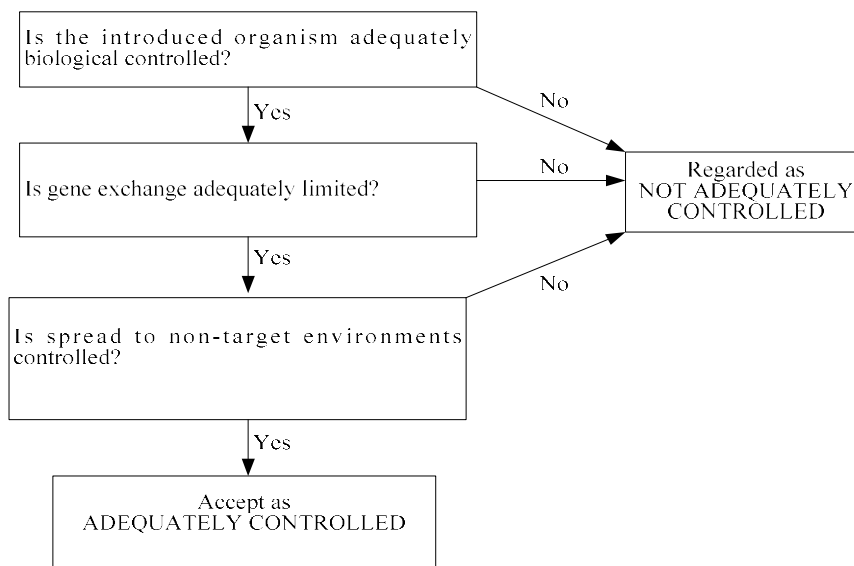 Is the introduced organism adequately
biological controlled?
Yes
No
Is gene exchange adequately limited?
No
Regarded as
NOT ADEQUATELY
CONTROLLED
Yes
No
Is spread to non-target environments
controlled?
Yes
Accept as
ADEQUATELY CONTROLLED